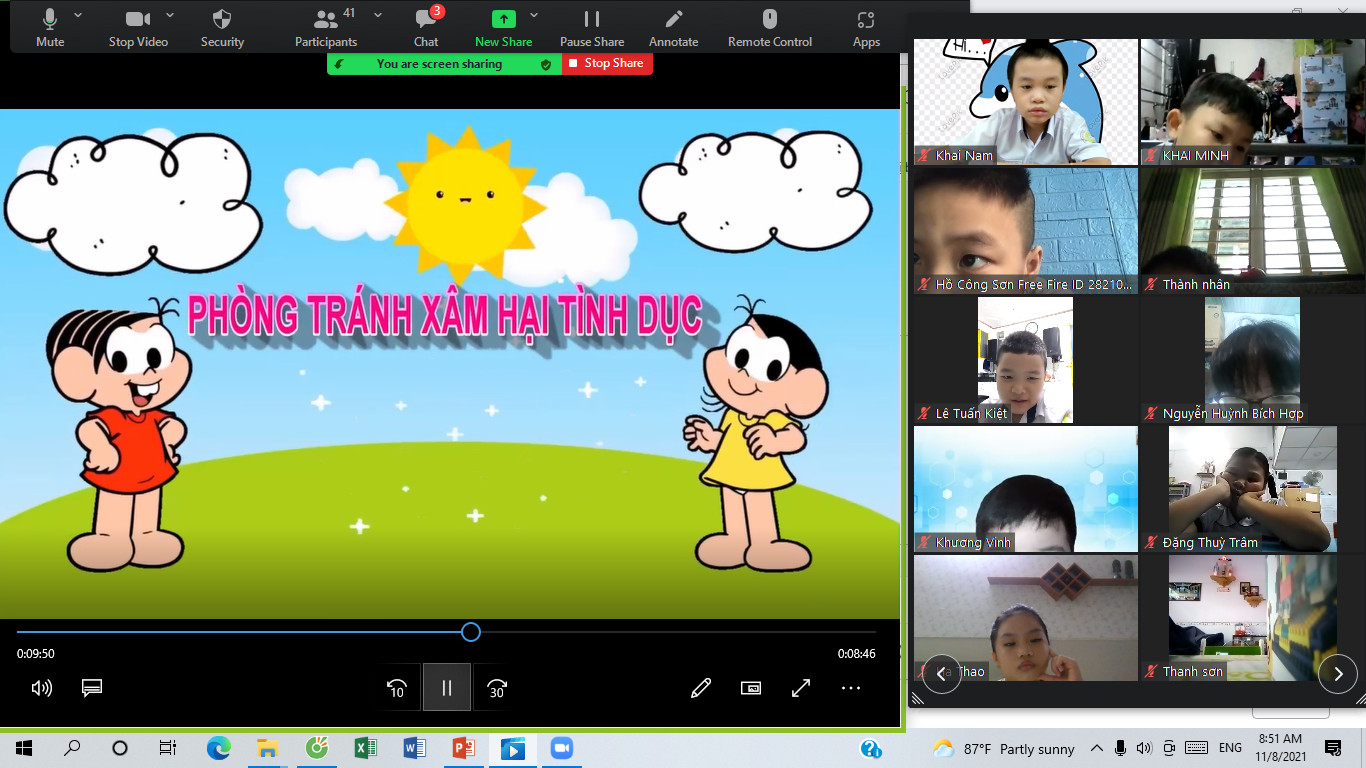 Mute
Stop Video
Security
41
Participants
3
Chat
New Share
Pause Share
Annotate
Remote Control
Apps
You are screen sharing
Stop Share
PHÒNG TRÁNH XÂM HẠI TÌNH DỤC
0:09:50
0:08:46
10
30
Hi...
Khai Nam
KHAI MINH
Hồ Công Sơn Free Fire ID 28210...
Thành nhân
Lê Tuấn Kiệt
Nguyễn Huỳnh Bích Hợp
Khương Vinh
Đặng Thuỳ Trâm
Thao
Thanh sơn
87°F Partly sunny
ENG
8:51 AM
11/8/2021